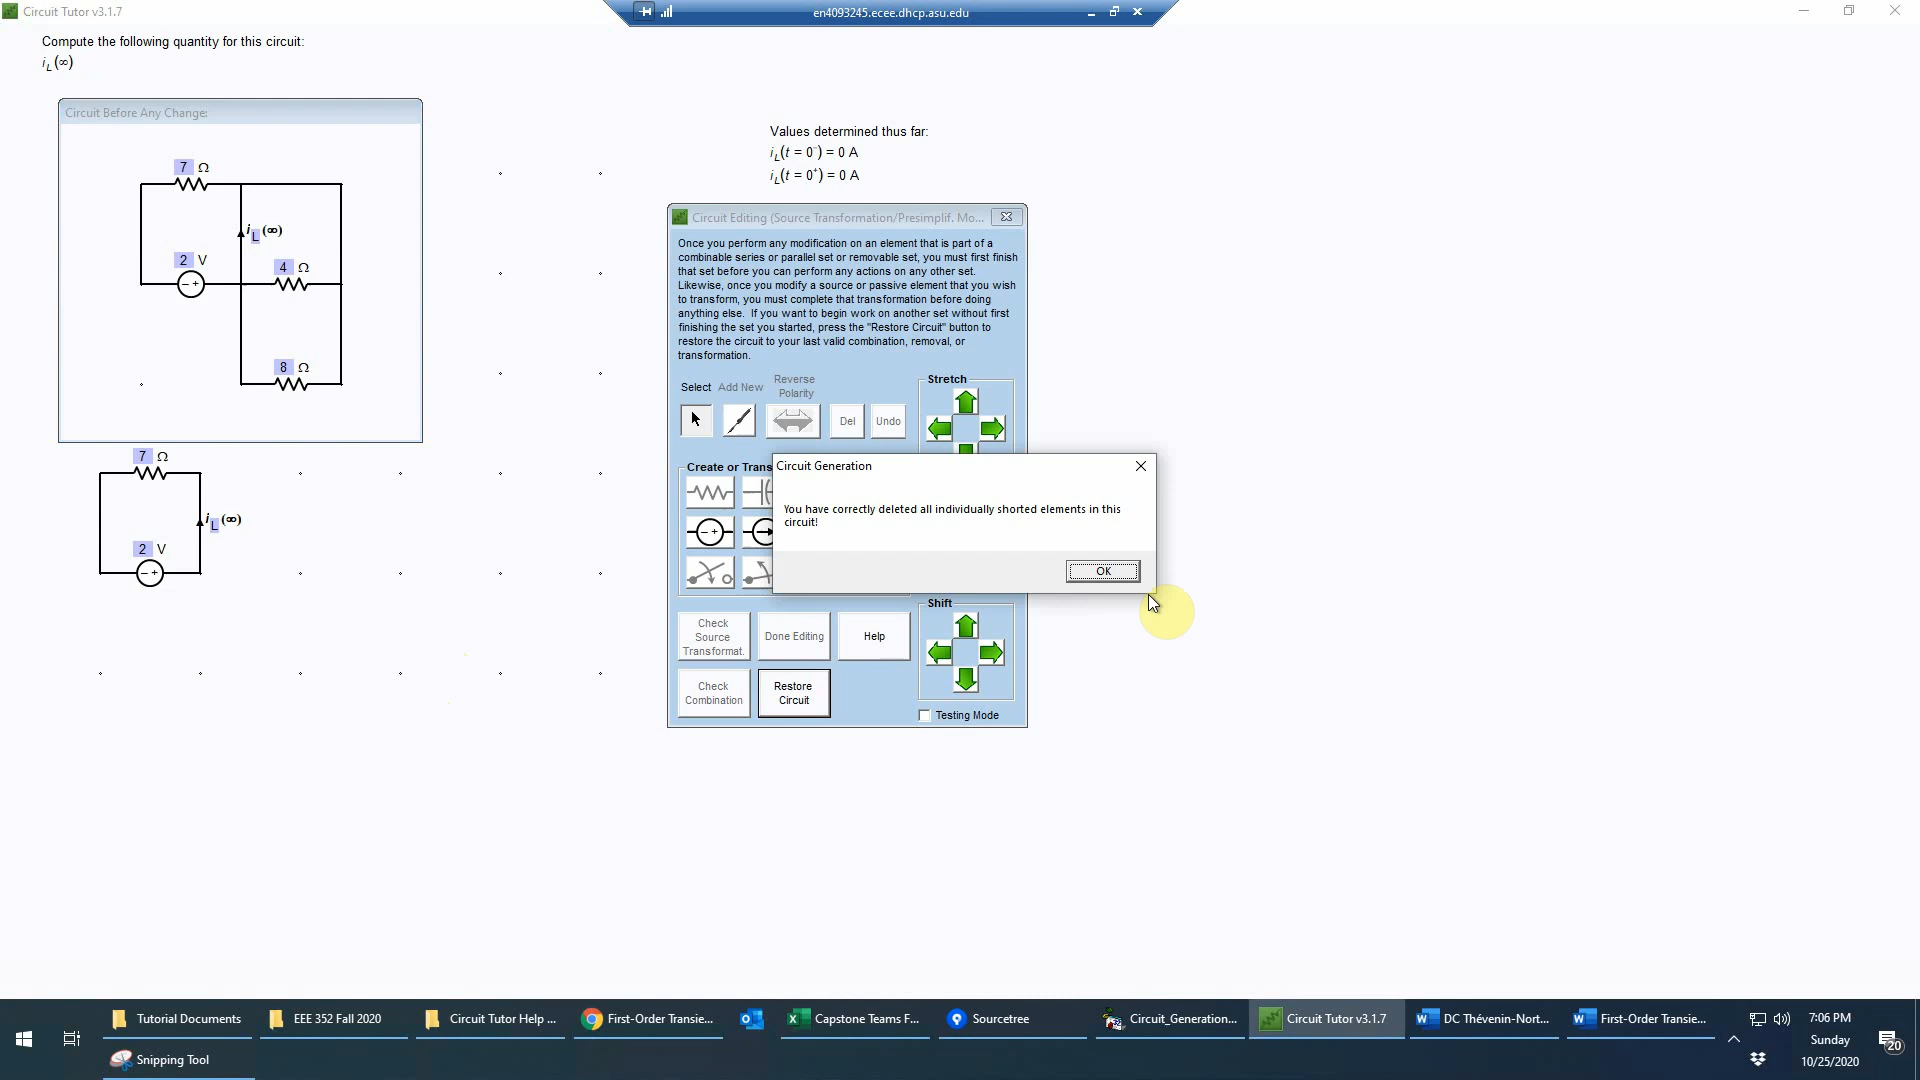 Circuit Tutor v3.1.7
en4093245.ecee.dhcp.asu.edu
Compute the following quantity for this circuit:
iL(∞)
Circuit Before Any Change:
7 Ω
iL(∞)
2 V
4 Ω
8 Ω
7 Ω
iL(∞)
2 V
Values determined thus far:
iL(t = 0⁻) = 0 A
iL(t = 0⁺) = 0 A
Circuit Editing (Source Transformation/Presimplif. Mo...
Once you perform any modification on an element that is part of a
combinable series or parallel set or removable set, you must first finish
that set before you can perform any actions on any other set.
Likewise, once you modify a source or passive element that you wish
to transform, you must complete that transformation before doing
anything else. If you want to begin work on another set without first
finishing the set you started, press the "Restore Circuit" button to
restore the circuit to your last valid combination, removal, or
transformation.
Select
Add New
Reverse
Polarity
Stretch
Del
Undo
Create or Trans
Circuit Generation
You have correctly deleted all individually shorted elements in this
circuit!
OK
Shift
Check
Source
Transformat.
Done Editing
Help
Check
Combination
Restore
Circuit
Testing Mode
Tutorial Documents
EEE 352 Fall 2020
Circuit Tutor Help ...
First-Order Transie...
Capstone Teams F...
Sourcetree
Circuit_Generation...
Circuit Tutor v3.1.7
DC Thévenin-Nort...
First-Order Transie...
Snipping Tool
7:06 PM
Sunday
10/25/2020
20